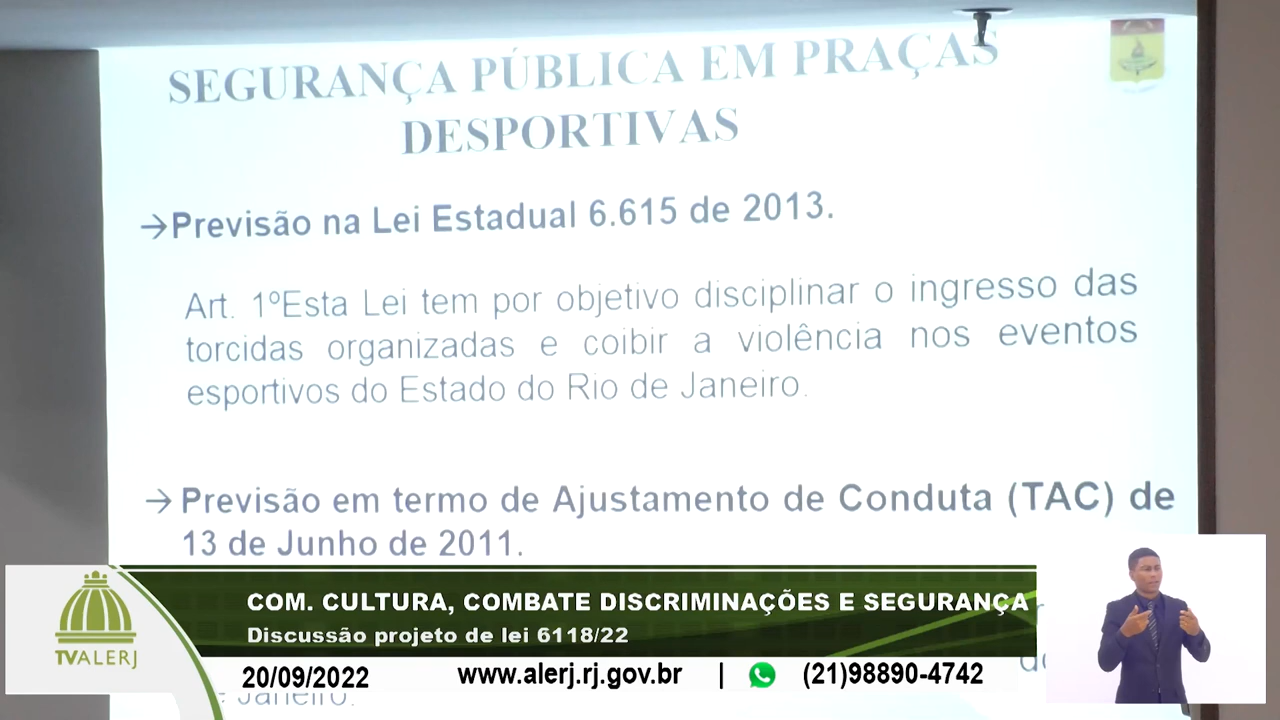 SEGURANÇA PÚBLICA EM PRAÇAS
DESPORTIVAS
→Previsão na Lei Estadual 6.615 de 2013.
Art. 1ºEsta Lei tem por objetivo disciplinar o ingresso das
torcidas organizadas e coibir a violência nos eventos
esportivos do Estado do Rio de Janeiro.
→ Previsão em termo de Ajustamento de Conduta (TAC) de
13 de Junho de 2011.
COM. CULTURA, COMBATE DISCRIMINAÇÕES E SEGURANÇA
Discussão projeto de lei 6118/22
TVALERJ
20/09/2022 www.alerj.rj.gov.br | (21)98890-4742
Janeiro.